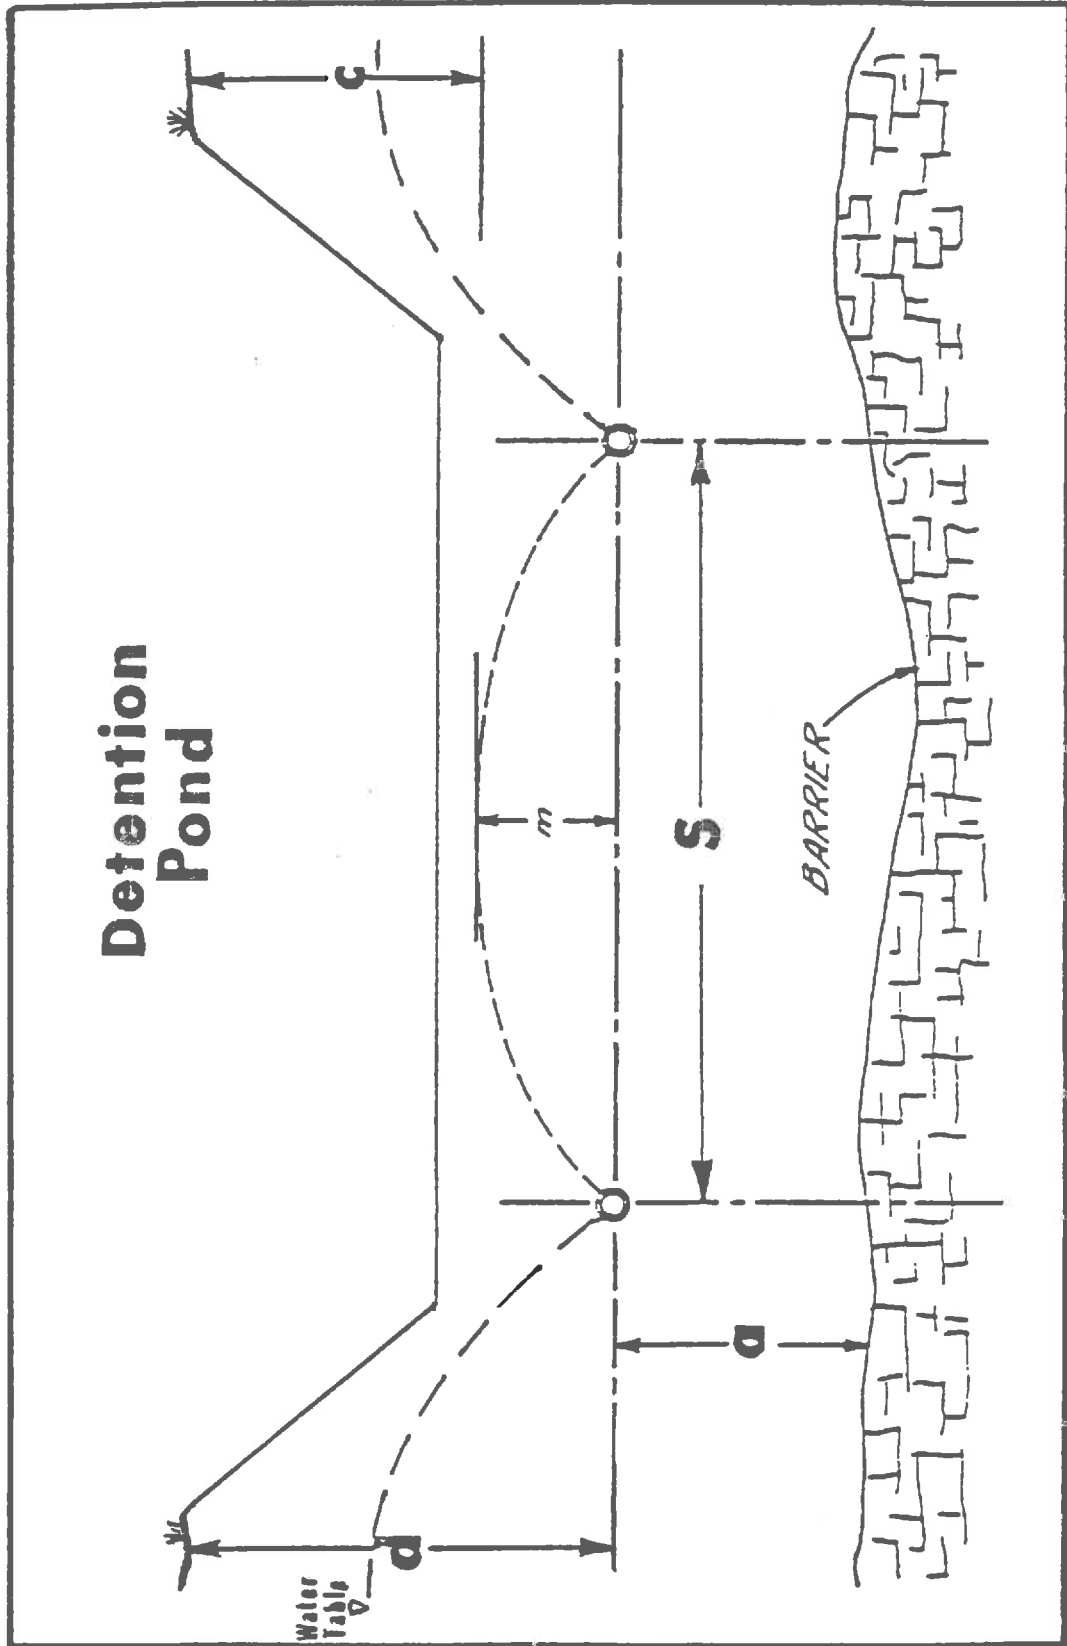 Detention
Pond
Water
Table
c
d
m
S
a
BARRIER